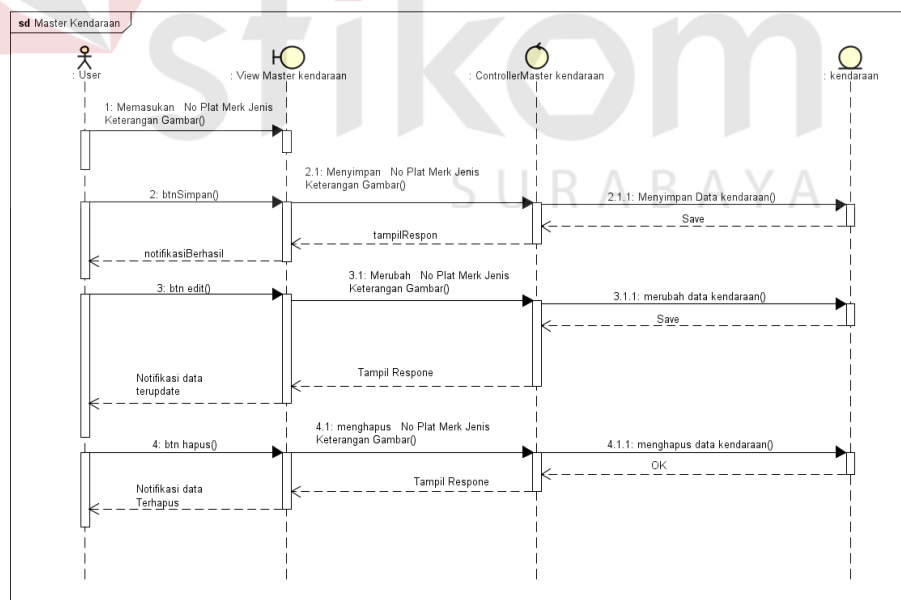 sd Master Kendaraan
stikom
SURABAYA
: User
: View Master kendaraan
: ControllerMaster kendaraan
: kendaraan
1: Memasukan No Plat Merk Jenis
Keterangan Gambar()
2: btnSimpan()
2.1: Menyimpan No Plat Merk Jenis
Keterangan Gambar()
2.1.1: Menyimpan Data kendaraan()
Save
tampilRespon
notifikasiBerhasil
3: btn edit()
3.1: Merubah No Plat Merk Jenis
Keterangan Gambar()
3.1.1: merubah data kendaraan()
Save
Tampil Respone
Notifikasi data
terupdate
4: btn hapus()
4.1: menghapus No Plat Merk Jenis
Keterangan Gambar()
4.1.1: menghapus data kendaraan()
OK
Tampil Respone
Notifikasi data
Terhapus